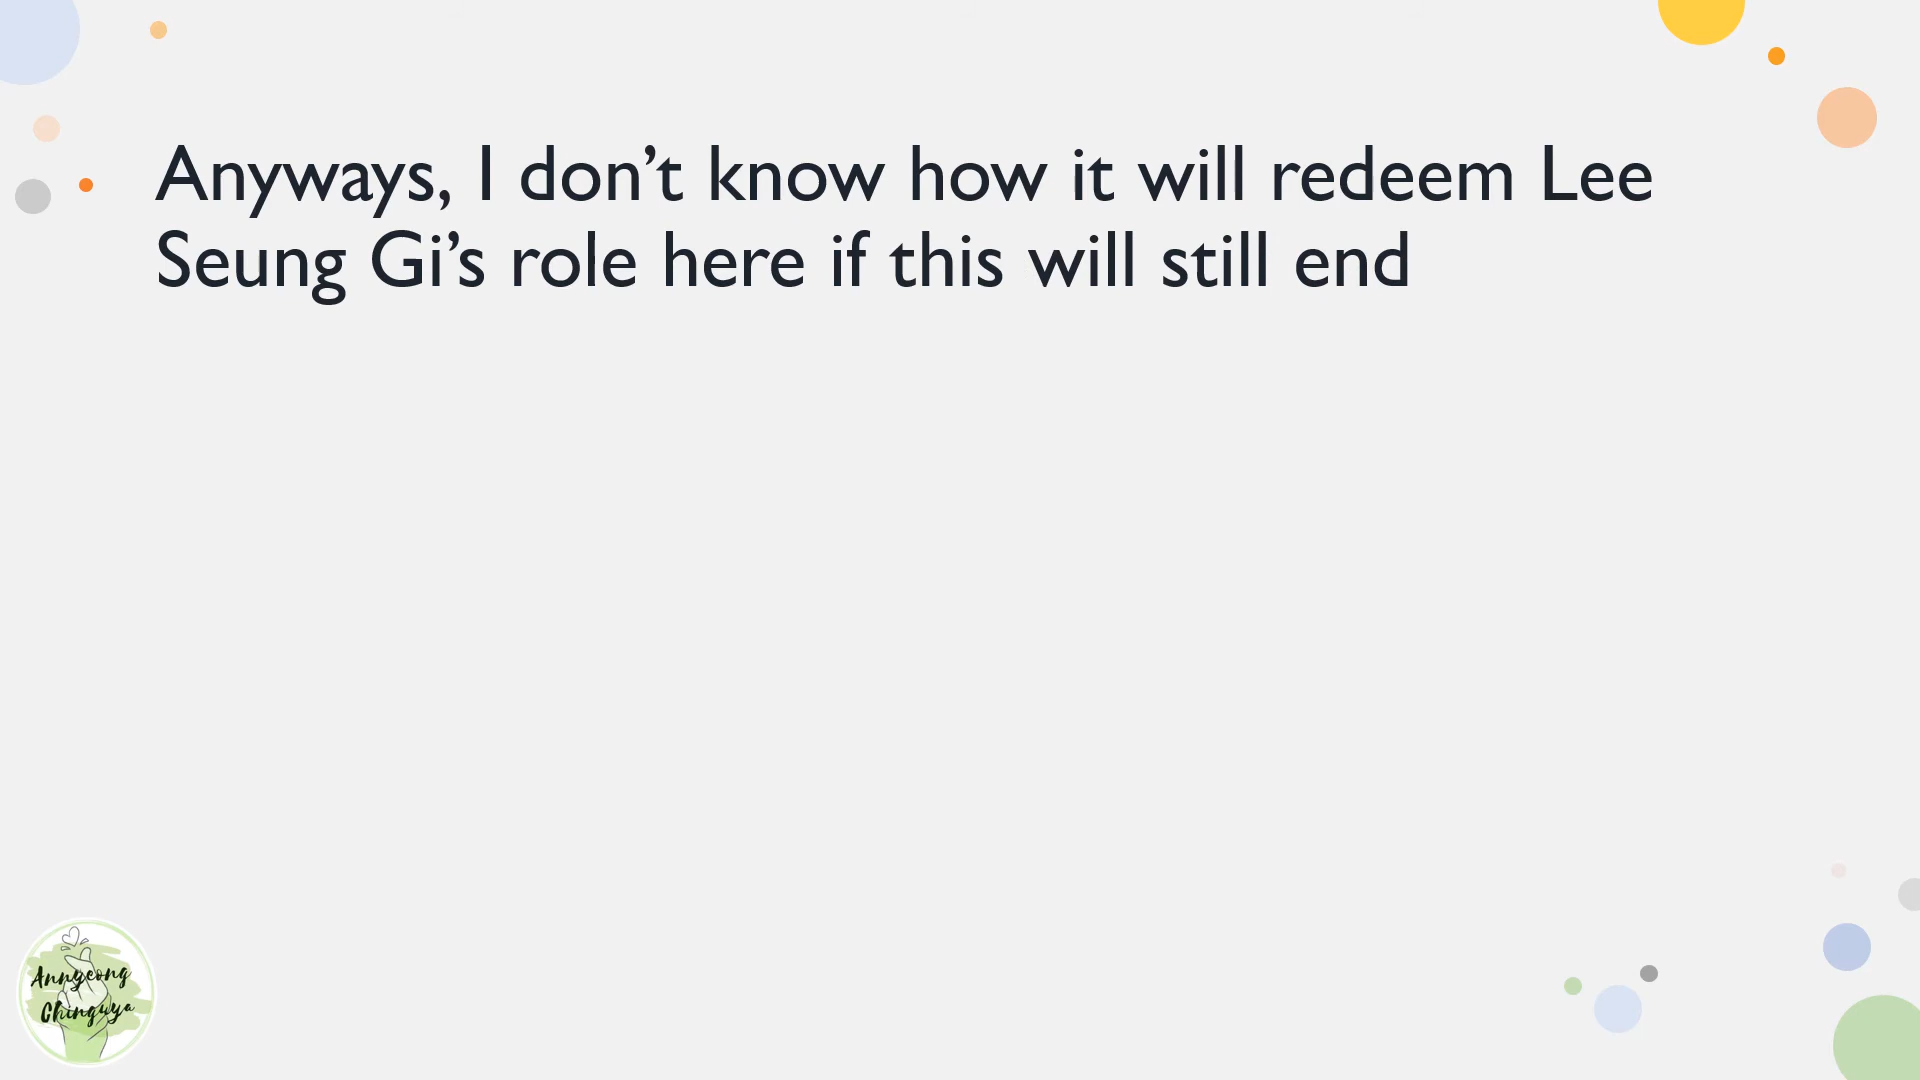 Anyways, I don’t know how it will redeem Lee
Seung Gi’s role here if this will still end
Annyeong
Chinguya